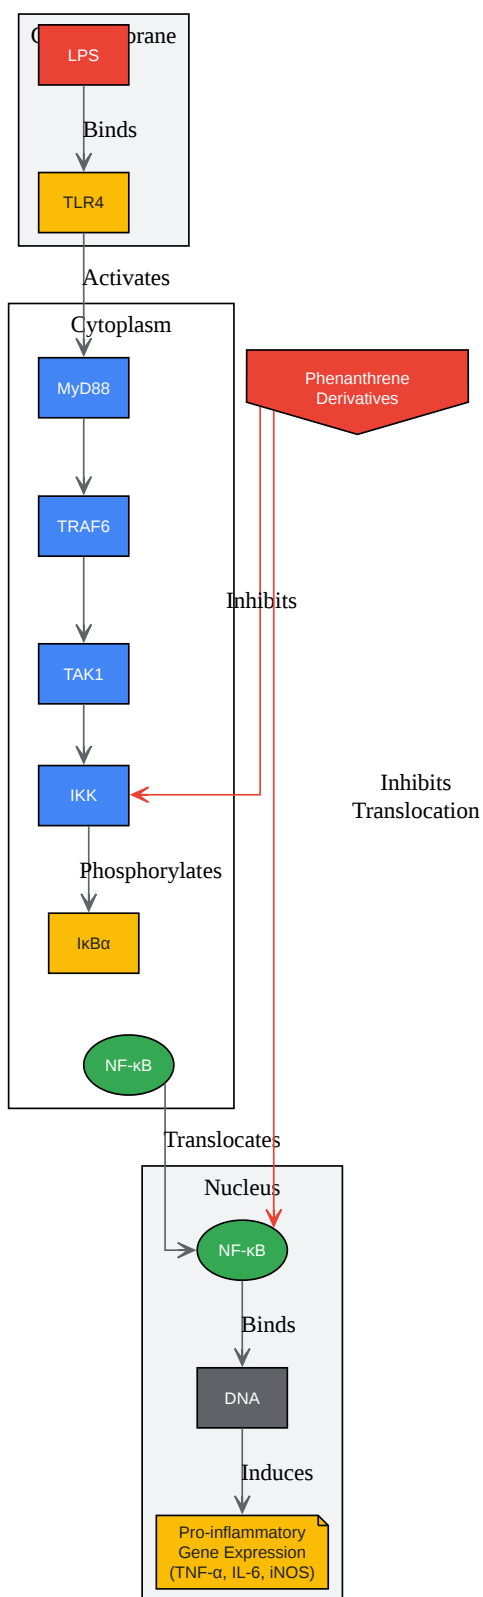 LPS
Binds
TLR4
Activates
Cytoplasm
MyD88
Phenanthrene
Derivatives
TRAF6
Inhibits
TAK1
Inhibits
Translocation
IKK
Phosphorylates
IκBα
NF-κB
Translocates
Nucleus
NF-κB
Binds
DNA
Induces
Pro-inflammatory
Gene Expression
(TNF-α, IL-6, iNOS)